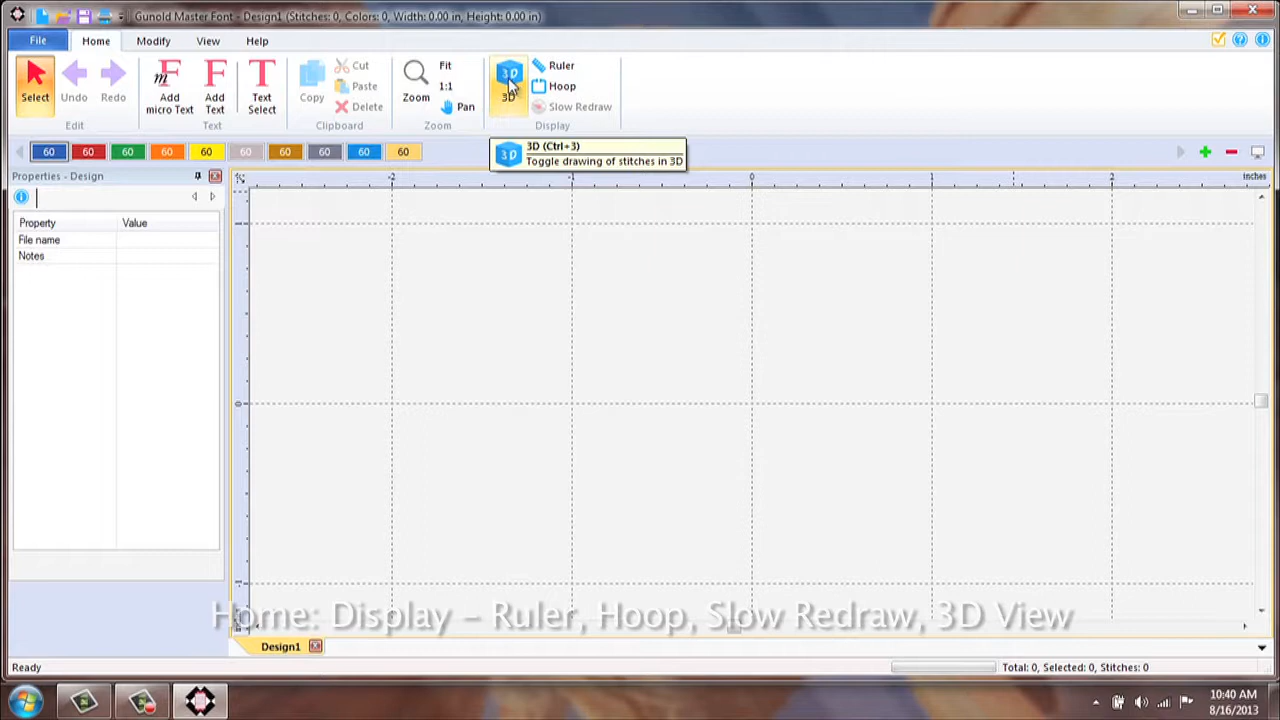 Gunold Master Font - Design1 (Stitches: 0, Colors: 0, Width: 0.00 in, Height: 0.00 in)
File Home Modify View Help
Select Undo Redo
Edit
m F Add micro Text
F Add Text
T Text Select
Text
Copy Cut Paste Delete
Clipboard
Zoom Fit 1:1 Pan
Zoom
3D 3D Ruler Hoop Slow Redraw
Display
60 60 60 60 60 60 60 60 60 60
3D 3D (Ctrl+3)
Toggle drawing of stitches in 3D
Properties - Design
-2 -1 0 1 2 inches
Property Value
File name
Notes
1
0
-1
Home: Display - Ruler, Hoop, Slow Redraw, 3D View
Design1
Ready Total: 0, Selected: 0, Stitches: 0
10:40 AM
8/16/2013